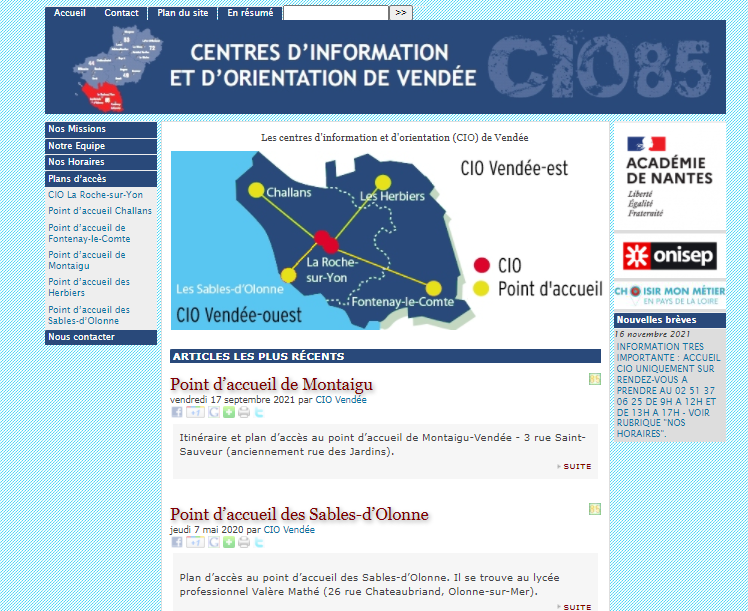 Accueil Contact Plan du site En résumé >>
CENTRES D'INFORMATION
ET D'ORIENTATION DE VENDÉE
CIO85
44
72
85
Nos Missions
Notre Equipe
Nos Horaires
Plans d'accès
CIO La Roche-sur-Yon
Point d'accueil Challans
Point d'accueil de
Fontenay-le-Comte
Point d'accueil de
Montaigu
Point d'accueil des
Herbiers
Point d'accueil des
Sables-d'Olonne
Nous contacter
Les centres d'information et d'orientation (CIO) de Vendée
CIO Vendée-est
Challans
Les Herbiers
La Roche-
sur-Yon
CIO
Les Sables-d'Olonne
Point d'accueil
Fontenay-le-Comte
CIO Vendée-ouest
ARTICLES LES PLUS RÉCENTS
Point d'accueil de Montaigu
vendredi 17 septembre 2021 par CIO Vendée
+1
Itinéraire et plan d'accès au point d'accueil de Montaigu-Vendée - 3 rue Saint-
Sauveur (anciennement rue des Jardins).
SUITE
Point d'accueil des Sables-d'Olonne
jeudi 7 mai 2020 par CIO Vendée
+1
Plan d'accès au point d'accueil des Sables-d'Olonne. Il se trouve au lycée
professionnel Valère Mathé (26 rue Chateaubriand, Olonne-sur-Mer).
SUITE
ACADÉMIE
DE NANTES
Liberté
Égalité
Fraternité
onisep
CHOISIR MON MÉTIER
EN PAYS DE LA LOIRE
Nouvelles brèves
16 novembre 2021
INFORMATION TRES
IMPORTANTE : ACCUEIL
CIO UNIQUEMENT SUR
RENDEZ-VOUS A
PRENDRE AU 02 51 37
06 25 DE 9H A 12H ET
DE 13H A 17H - VOIR
RUBRIQUE "NOS
HORAIRES".